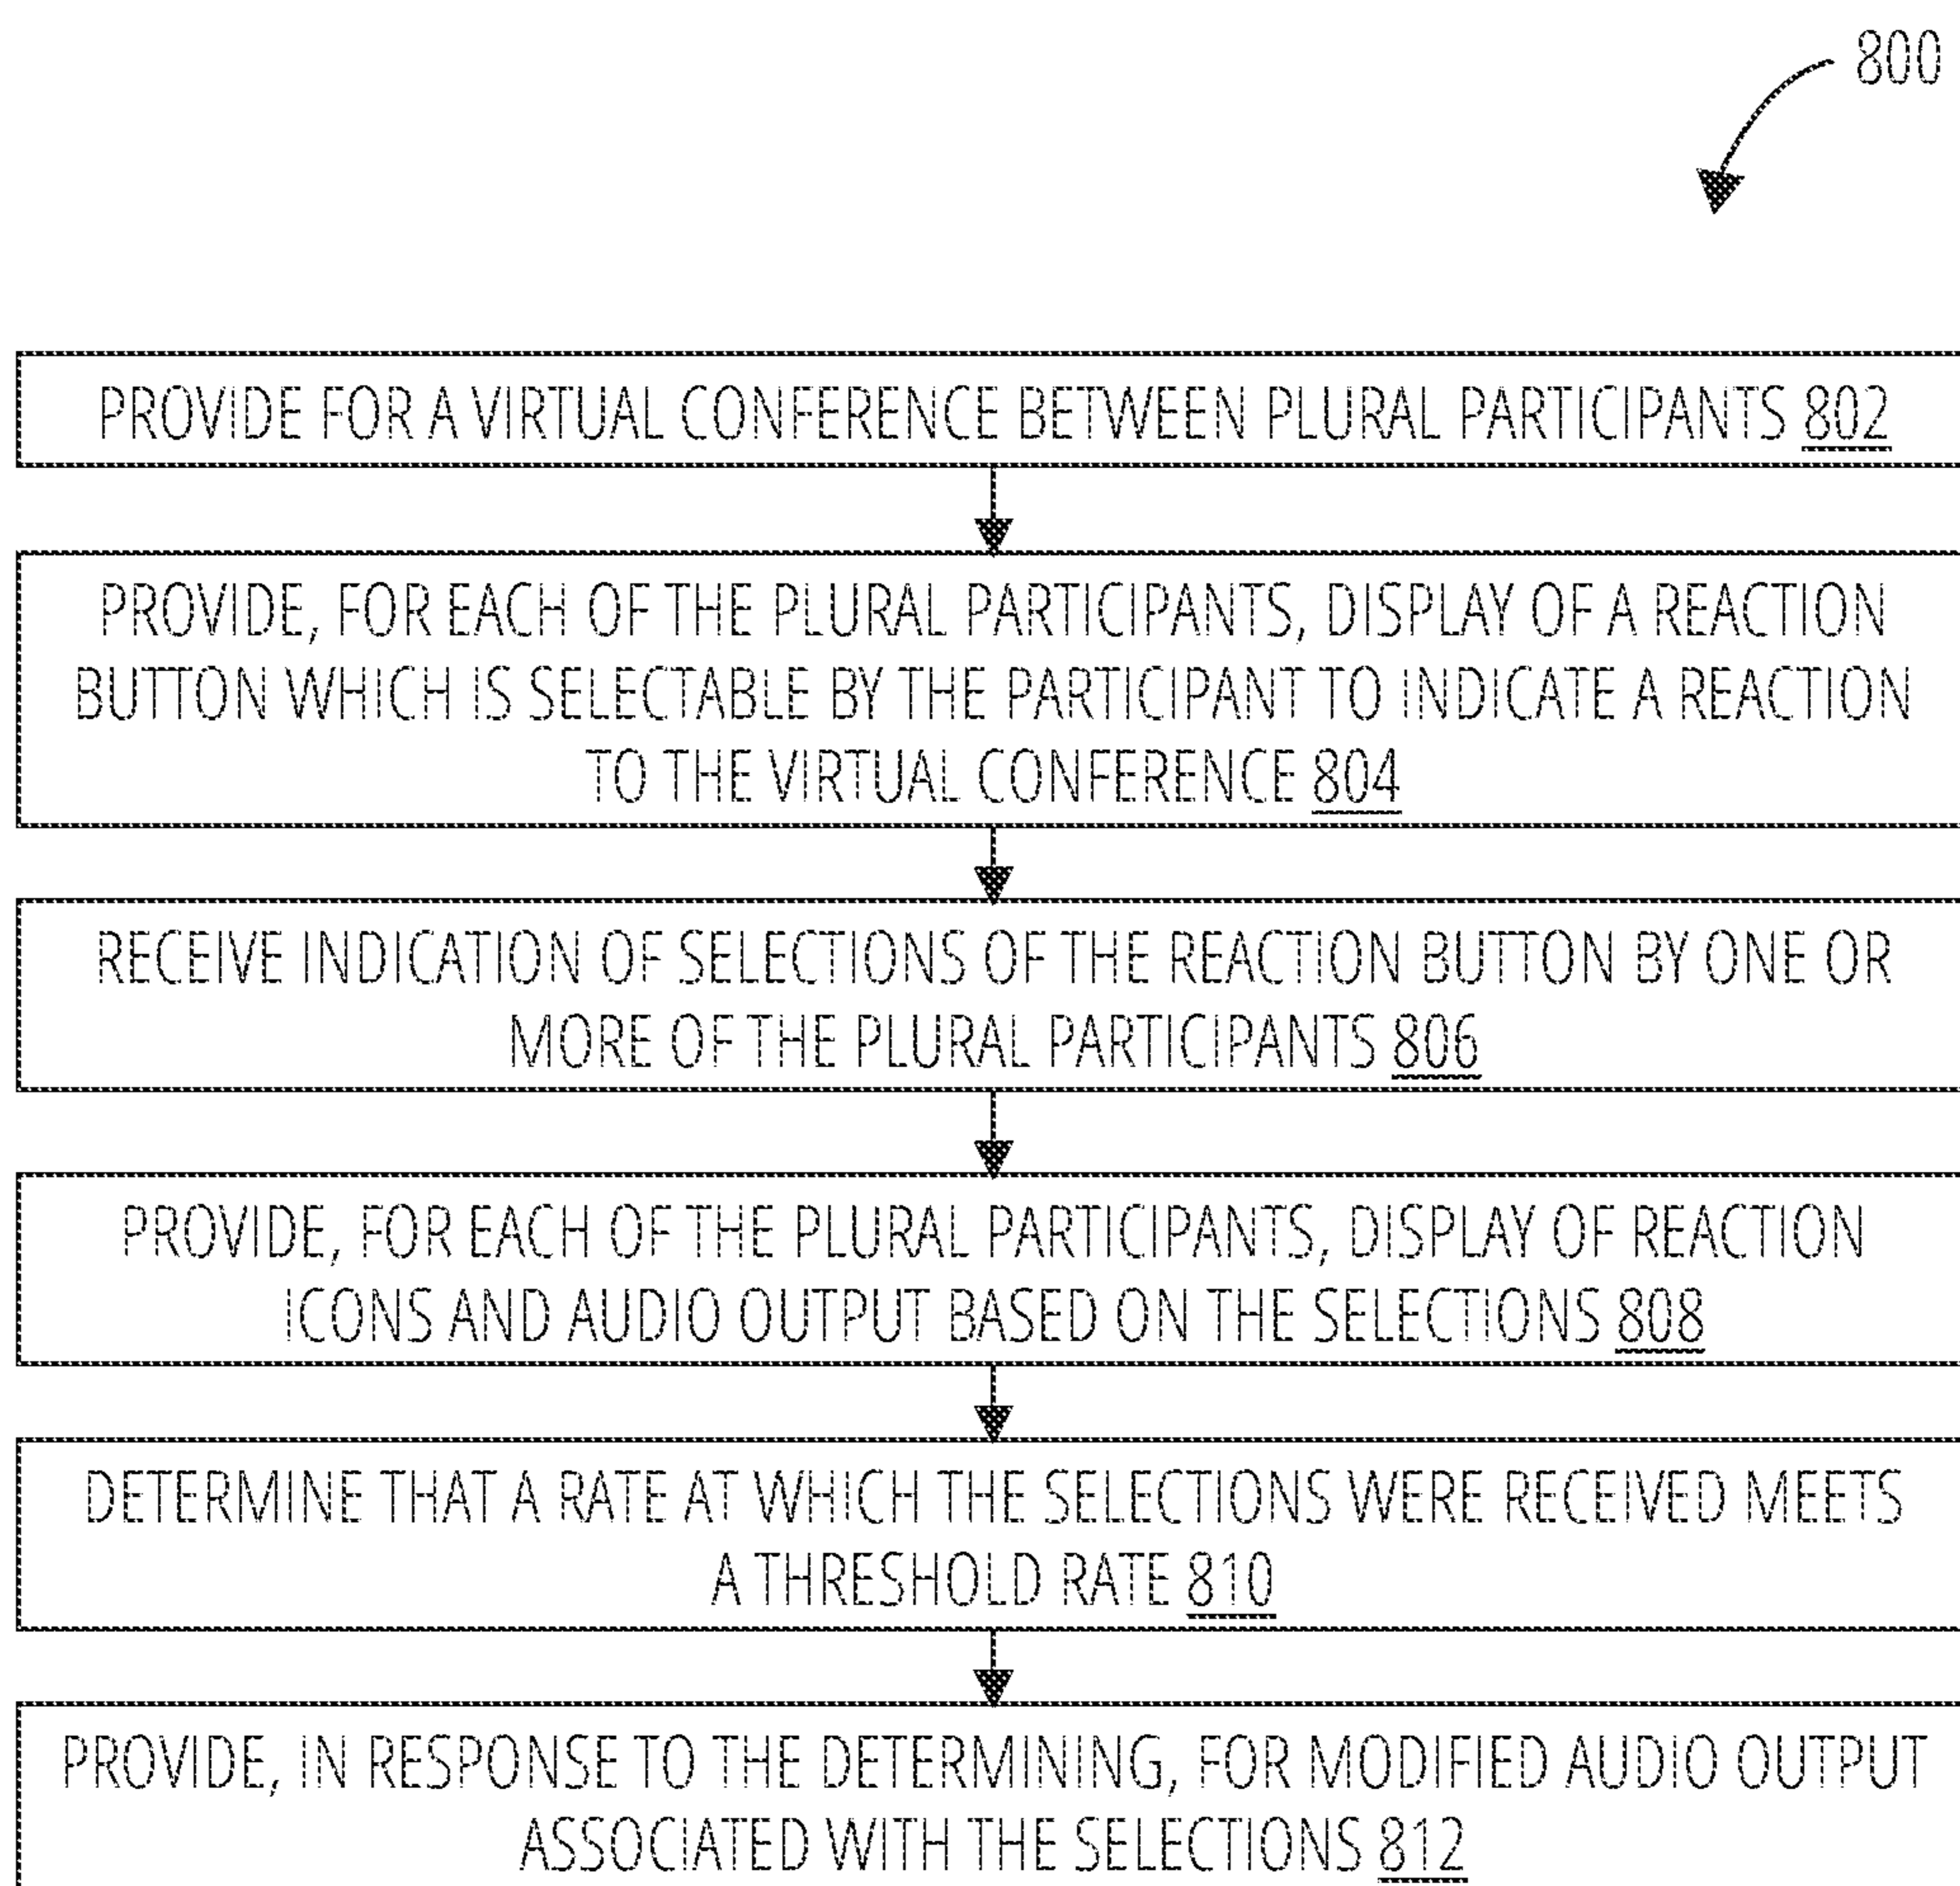 800
PROVIDE FOR A VIRTUAL CONFERENCE BETWEEN PLURAL PARTICIPANTS 802
PROVIDE, FOR EACH OF THE PLURAL PARTICIPANTS, DISPLAY OF A REACTION
BUTTON WHICH IS SELECTABLE BY THE PARTICIPANT TO INDICATE A REACTION
TO THE VIRTUAL CONFERENCE 804
RECEIVE INDICATION OF SELECTIONS OF THE REACTION BUTTON BY ONE OR
MORE OF THE PLURAL PARTICIPANTS 806
PROVIDE, FOR EACH OF THE PLURAL PARTICIPANTS, DISPLAY OF REACTION
ICONS AND AUDIO OUTPUT BASED ON THE SELECTIONS 808
DETERMINE THAT A RATE AT WHICH THE SELECTIONS WERE RECEIVED MEETS
A THRESHOLD RATE 810
PROVIDE, IN RESPONSE TO THE DETERMINING, FOR MODIFIED AUDIO OUTPUT
ASSOCIATED WITH THE SELECTIONS 812